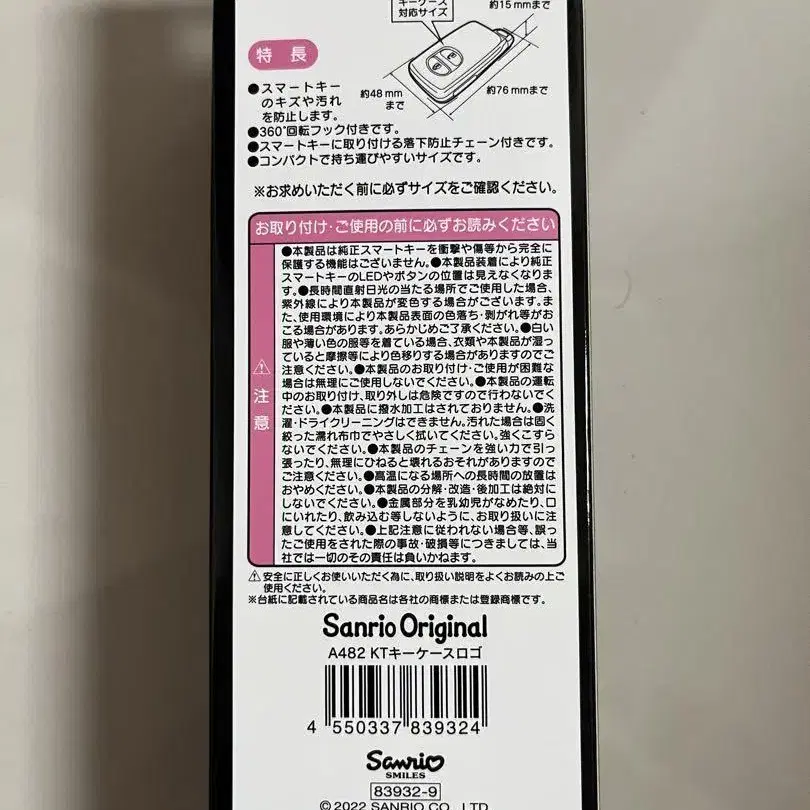 キーケース
対応サイズ
約15mmまで
特長
約48mm
まで
約76mmまで
●スマートキー
のキズや汚れ
を防止します。
●360°回転フック付きです。
●スマートキーに取り付ける落下防止チェーン付きです。
●コンパクトで持ち運びやすいサイズです。
※お求めいただく前に必ずサイズをご確認ください。
お取り付け・ご使用の前に必ずお読みください
⚠注意
●本製品は純正スマートキーを衝撃や傷等から完全に
保護する機能はございません。●本製品装着により純正
スマートキーのLEDやボタンの位置は見えなくなりま
す。●長時間直射日光の当たる場所でご使用した場合、
紫外線により本製品が変色する場合がございます。ま
た、使用環境により本製品表面の色落ち・剥がれ等がお
こる場合があります。あらかじめご了承ください。●白い
服や薄い色の服等を着ている場合、衣類や本製品が湿っ
ていると摩擦等により色移りする場合がありますのでご
注意ください。●本製品のお取り付け・ご使用が困難な
場合は無理にご使用しないでください。●本製品の運転
中のお取り付け、取り外しは危険ですので行わないでく
ださい。●本製品に撥水加工はされておりません。●洗
濯・ドライクリーニングはできません。汚れた場合は固く
絞った濡れ布巾でやさしく拭いてください。強くこすら
ないでください。●本製品のチェーンを強い力で引っ
張ったり、無理にひねると壊れるおそれがありますので
ご注意ください。●高温になる場所への長時間の放置は
おやめください。●本製品の分解・改造・後加工は絶対に
しないでください。●金属部分を乳幼児がなめたり、口
にいれたり、飲み込む等しないように、お取り扱いに注
意してください。●上記注意に従われない場合等、誤っ
たご使用をされた際の事故・破損等につきましては、当
社では一切のその責任は負いかねます。
⚠安全に正しくお使いいただく為に、取り扱い説明をよくお読みの上ご
使用ください。
※台紙に記載されている商品名は各社の商標または登録商標です。
Sanrio Original
A482 KTキーケースロゴ
4 550337 839324
Sanrio
SMILES
83932-9
© 2022 SANRIO CO., LTD